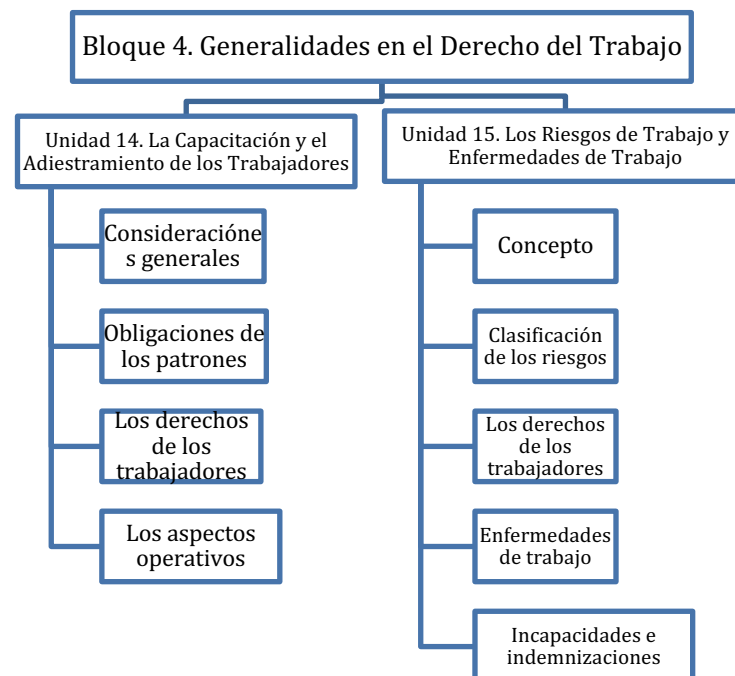 Bloque 4. Generalidades en el Derecho del Trabajo
Unidad 14. La Capacitación y el
Adiestramiento de los Trabajadores
Consideracióne
s generales
Obligaciones de
los patrones
Los derechos
de los
trabajadores
Los aspectos
operativos
Unidad 15. Los Riesgos de Trabajo y
Enfermedades de Trabajo
Concepto
Clasificación
de los riesgos
Los derechos
de los
trabajadores
Enfermedades
de trabajo
Incapacidades e
indemnizaciones